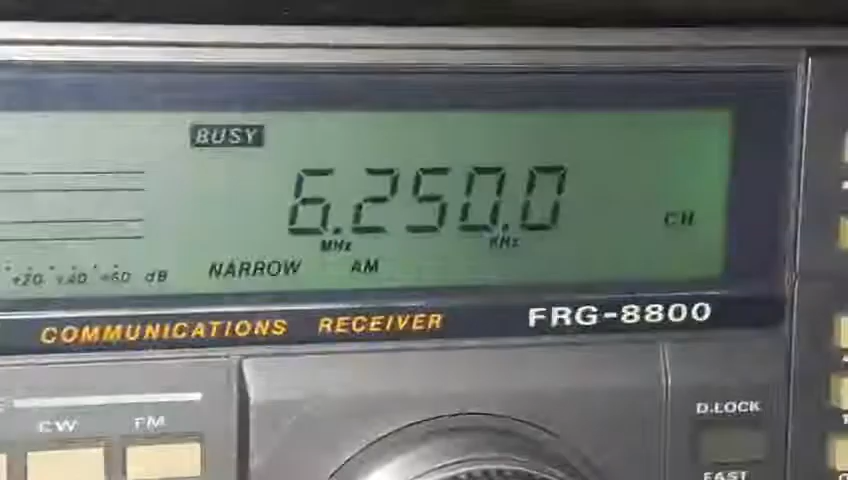 BUSY
6.250.0
MHz KHz
CH
+20 +40 +60 dB
NARROW AM
COMMUNICATIONS RECEIVER FRG-8800
CW FM
D.LOCK
FAST